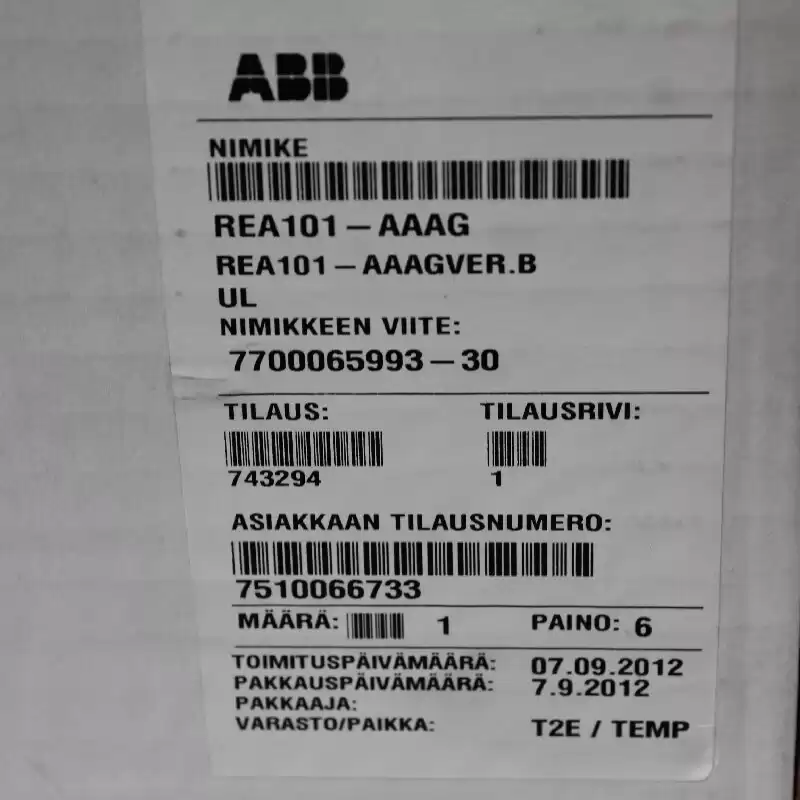 ABB
NIMIKE
REA101-AAAG
REA101-AAAGVER.B
UL
NIMIKKEEN VIITE:
7700065993-30
TILAUS: TILAUSRIVI:
743294 1
ASIAKKAAN TILAUSNUMERO:
7510066733
MÄÄRÄ: 1 PAINO: 6
TOIMITUSPÄIVÄMÄÄRÄ: 07.09.2012
PAKKAUSPÄIVÄMÄÄRÄ: 7.9.2012
PAKKAAJA:
VARASTO/PAIKKA: T2E / TEMP